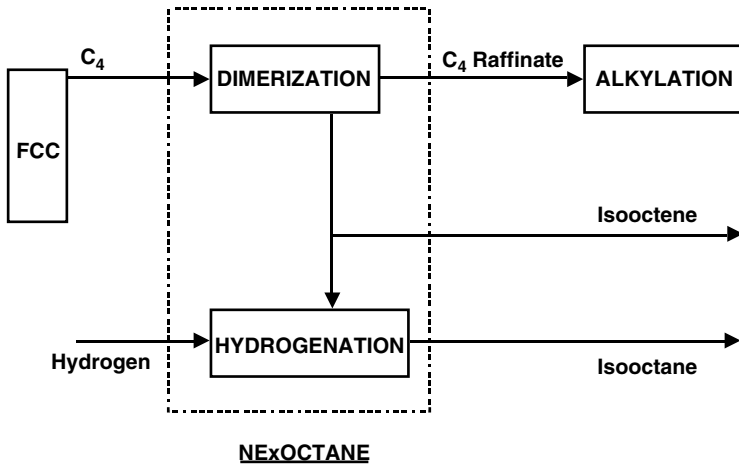 C4
DIMERIZATION
C4 Raffinate
ALKYLATION
FCC
Isooctene
Hydrogen
HYDROGENATION
Isooctane
NExOCTANE